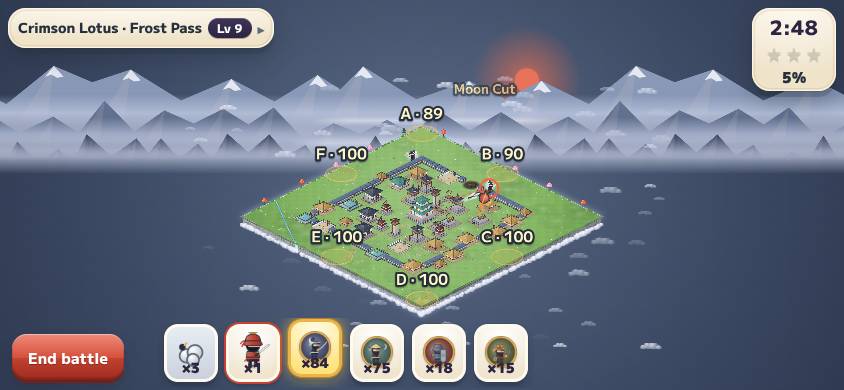 Crimson Lotus · Frost Pass Lv 9 ▸
2:48
5%
Moon Cut
A · 89
F · 100
B · 90
E · 100
C · 100
D · 100
End battle
×3
×1
×84
×75
×18
×15